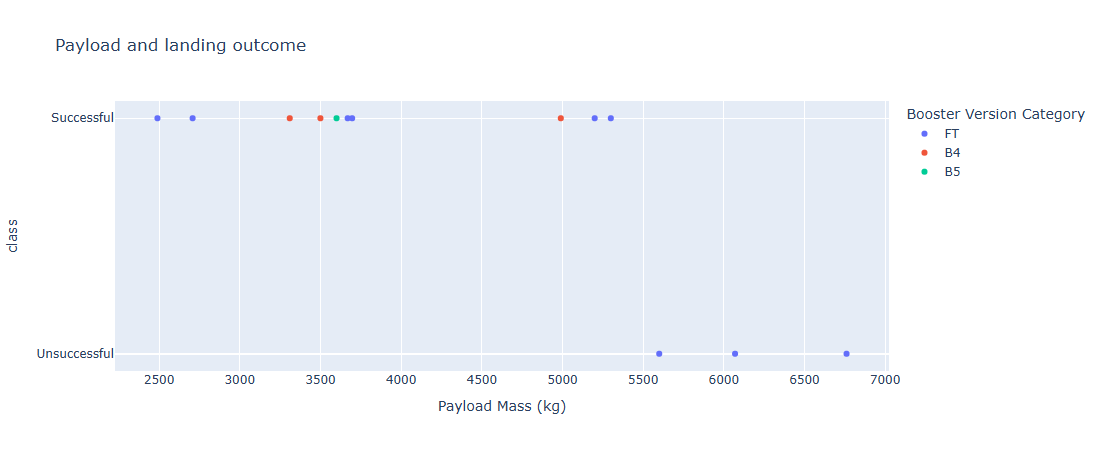 Payload and landing outcome
Booster Version Category
FT
B4
B5
Successful
Unsuccessful
class
2500 3000 3500 4000 4500 5000 5500 6000 6500 7000
Payload Mass (kg)